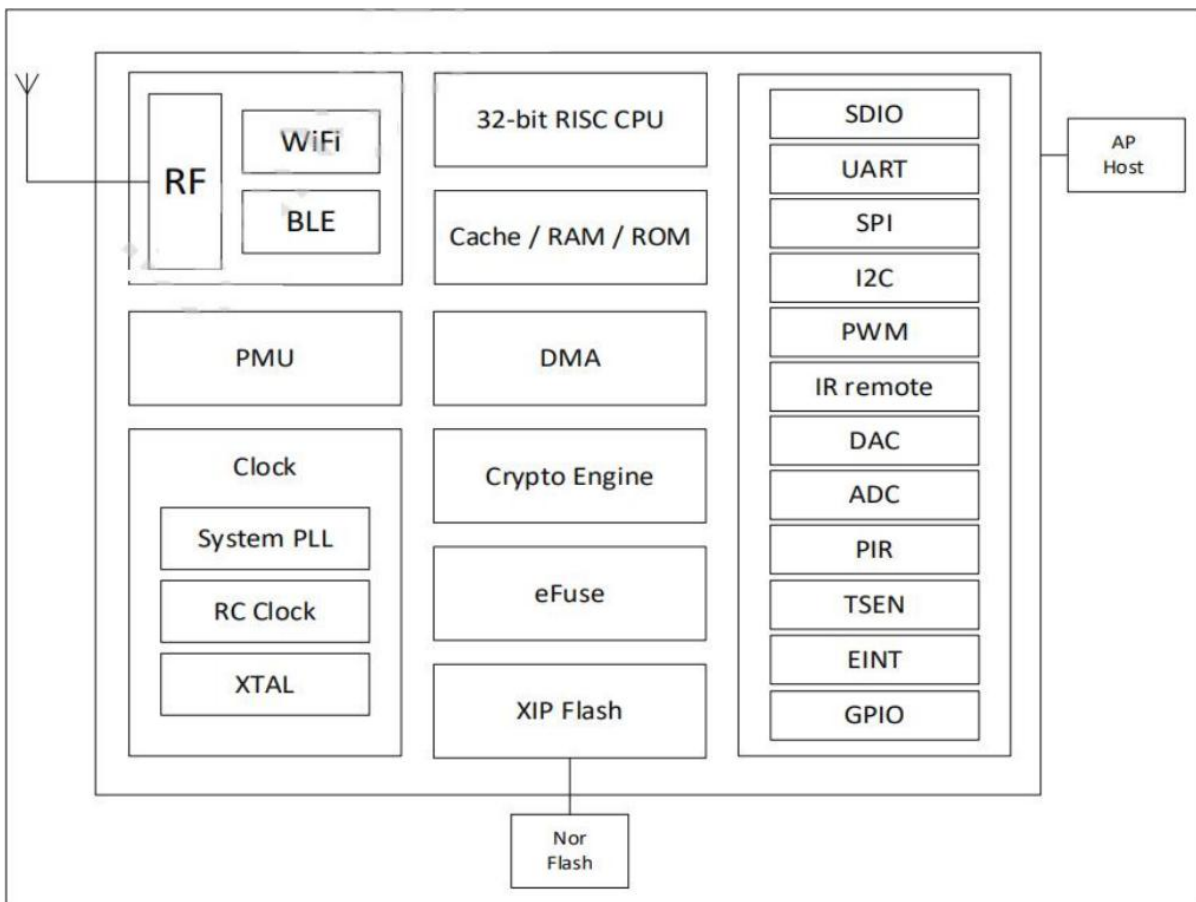 RF
WiFi
BLE
PMU
Clock
System PLL
RC Clock
XTAL
32-bit RISC CPU
Cache / RAM / ROM
DMA
Crypto Engine
eFuse
XIP Flash
Nor
Flash
SDIO
UART
SPI
I2C
PWM
IR remote
DAC
ADC
PIR
TSEN
EINT
GPIO
AP
Host